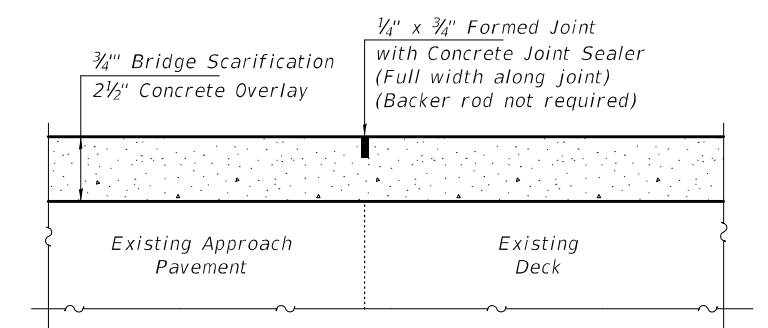 ¾"' Bridge Scarification
2½" Concrete Overlay
¼" x ¾" Formed Joint
with Concrete Joint Sealer
(Full width along joint)
(Backer rod not required)
Existing Approach
Pavement
Existing
Deck